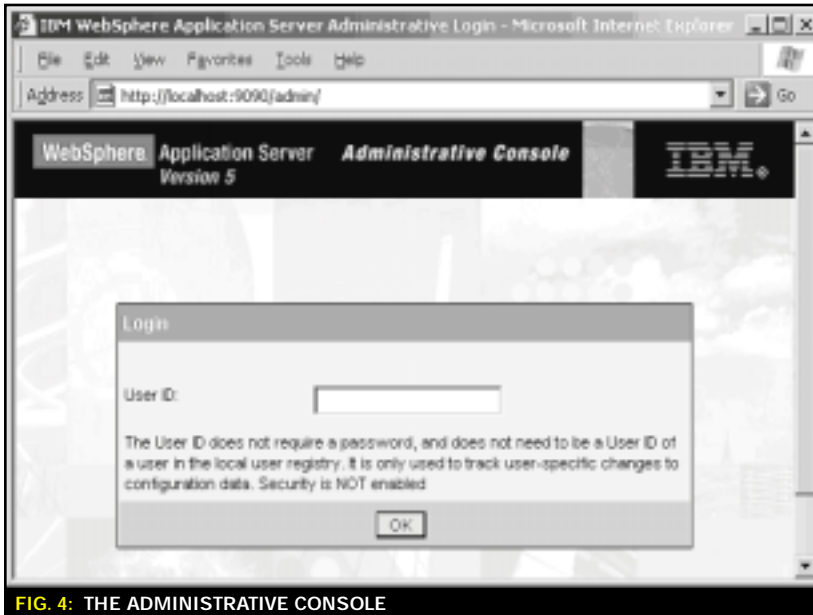 IBM WebSphere Application Server Administrative Login - Microsoft Internet Explorer
File Edit View Favorites Tools Help
Address http://localhost:9090/admin/ Go
WebSphere Application Server Administrative Console
Version 5
IBM
Login
User ID:
The User ID does not require a password, and does not need to be a User ID of
a user in the local user registry. It is only used to track user-specific changes to
configuration data. Security is NOT enabled
OK
FIG. 4: THE ADMINISTRATIVE CONSOLE